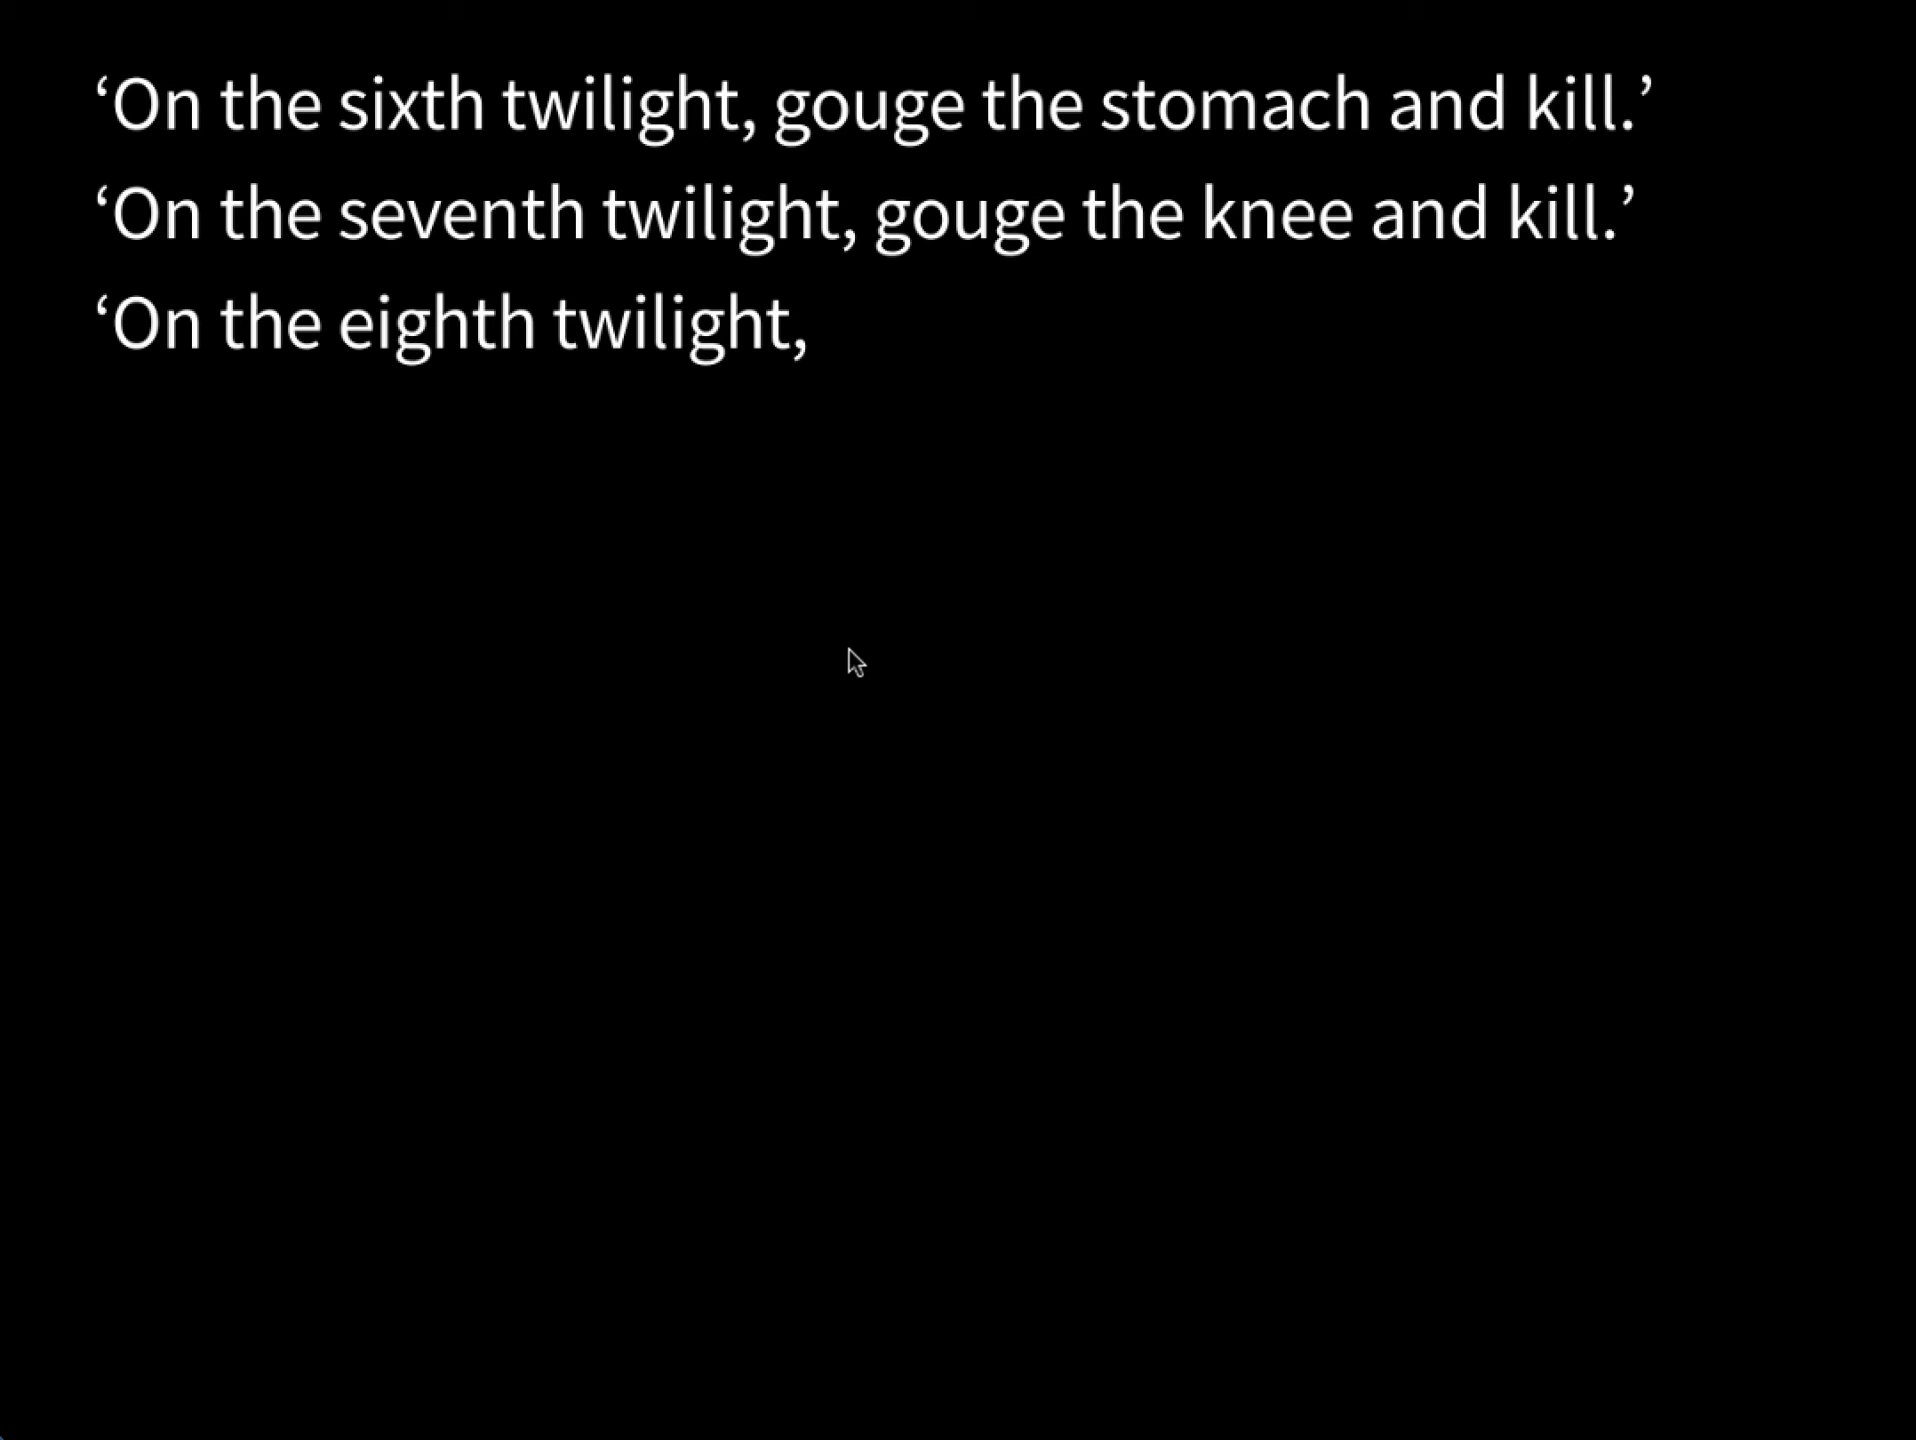 ‘On the sixth twilight, gouge the stomach and kill.’
‘On the seventh twilight, gouge the knee and kill.’
‘On the eighth twilight,